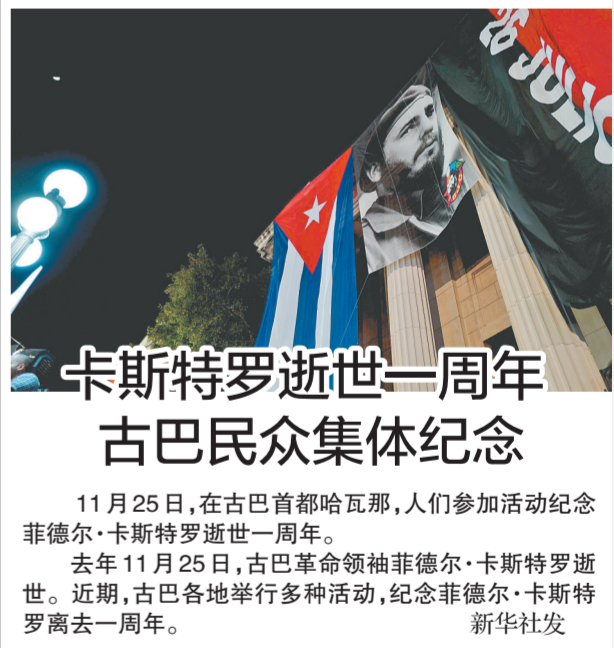 26 JULIO
卡斯特罗逝世一周年
古巴民众集体纪念
11月25日,在古巴首都哈瓦那,人们参加活动纪念
菲德尔·卡斯特罗逝世一周年。
去年11月25日,古巴革命领袖菲德尔·卡斯特罗逝
世。近期,古巴各地举行多种活动,纪念菲德尔·卡斯特
罗离去一周年。
新华社发